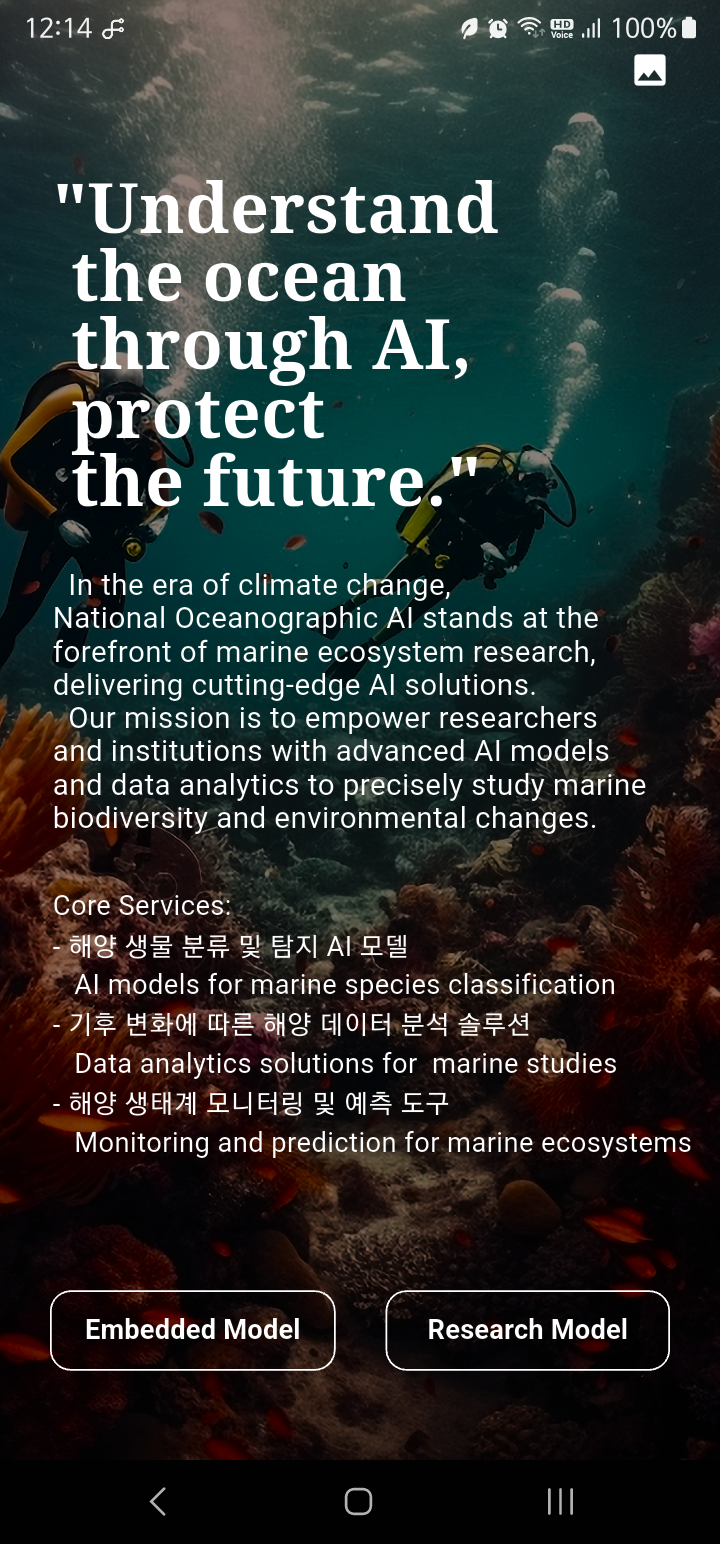 12:14
HD
Voice
100%
"Understand
the ocean
through AI,
protect
the future."
In the era of climate change,
National Oceanographic AI stands at the
forefront of marine ecosystem research,
delivering cutting-edge AI solutions.
Our mission is to empower researchers
and institutions with advanced AI models
and data analytics to precisely study marine
biodiversity and environmental changes.
Core Services:
- 해양 생물 분류 및 탐지 AI 모델
AI models for marine species classification
- 기후 변화에 따른 해양 데이터 분석 솔루션
Data analytics solutions for  marine studies
- 해양 생태계 모니터링 및 예측 도구
Monitoring and prediction for marine ecosystems
Embedded Model
Research Model